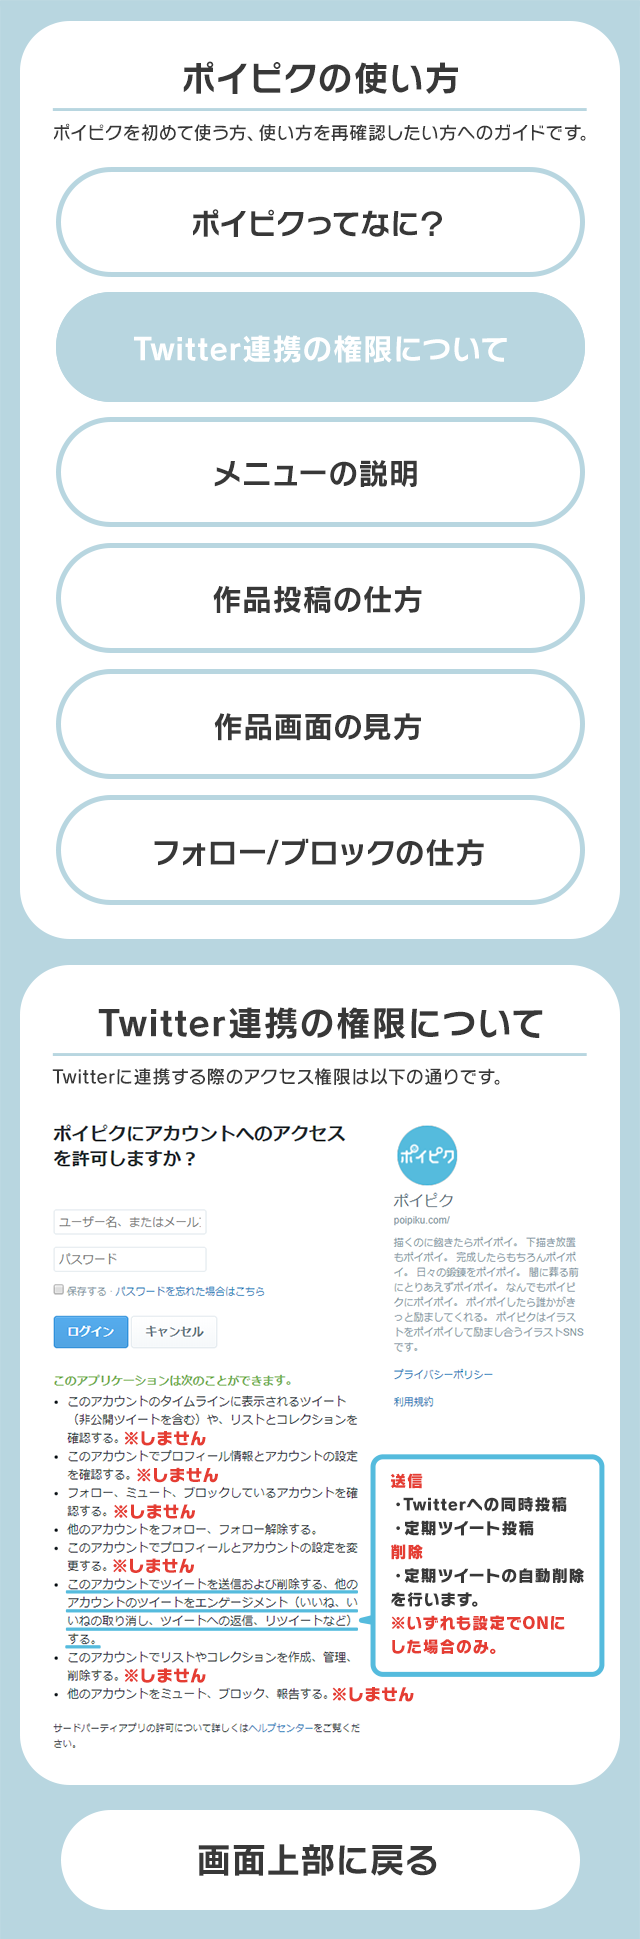 ポイピクの使い方
ポイピクを初めて使う方、使い方を再確認したい方へのガイドです。
ポイピクってなに？
Twitter連携の権限について
メニューの説明
作品投稿の仕方
作品画面の見方
フォロー/ブロックの仕方
Twitter連携の権限について
Twitterに連携する際のアクセス権限は以下の通りです。
ポイピクにアカウントへのアクセス
を許可しますか？
ユーザー名、またはメール
パスワード
保存する · パスワードを忘れた場合はこちら
ログイン
キャンセル
ポイピク
ポイピク
poipiku.com/
描くのに飽きたらポイポイ。 下描き放置
もポイポイ。 完成したらもちろんポイポ
イ。 日々の鍛錬をポイポイ。 闇に葬る前
にとりあえずポイポイ。 なんでもポイピ
クにポイポイ。 ポイポイしたら誰かがき
っと励ましてくれる。 ポイピクはイラス
トをポイポイして励まし合うイラストSNS
です。
プライバシーポリシー
利用規約
このアプリケーションは次のことができます。
• このアカウントのタイムラインに表示されるツイート
（非公開ツイートを含む）や、リストとコレクションを
確認する。※しません
• このアカウントでプロフィール情報とアカウントの設定
を確認する。※しません
• フォロー、ミュート、ブロックしているアカウントを確
認する。※しません
• 他のアカウントをフォロー、フォロー解除する。
• このアカウントでプロフィールとアカウントの設定を変
更する。※しません
• このアカウントでツイートを送信および削除する、他の
アカウントのツイートをエンゲージメント（いいね、い
いねの取り消し、ツイートへの返信、リツイートなど）
する。
• このアカウントでリストやコレクションを作成、管理、
削除する。※しません
• 他のアカウントをミュート、ブロック、報告する。※しません
送信
・Twitterへの同時投稿
・定期ツイート投稿
削除
・定期ツイートの自動削除
を行います。
※いずれも設定でONに
した場合のみ。
サードパーティアプリの許可について詳しくはヘルプセンターをご覧くだ
さい。
画面上部に戻る